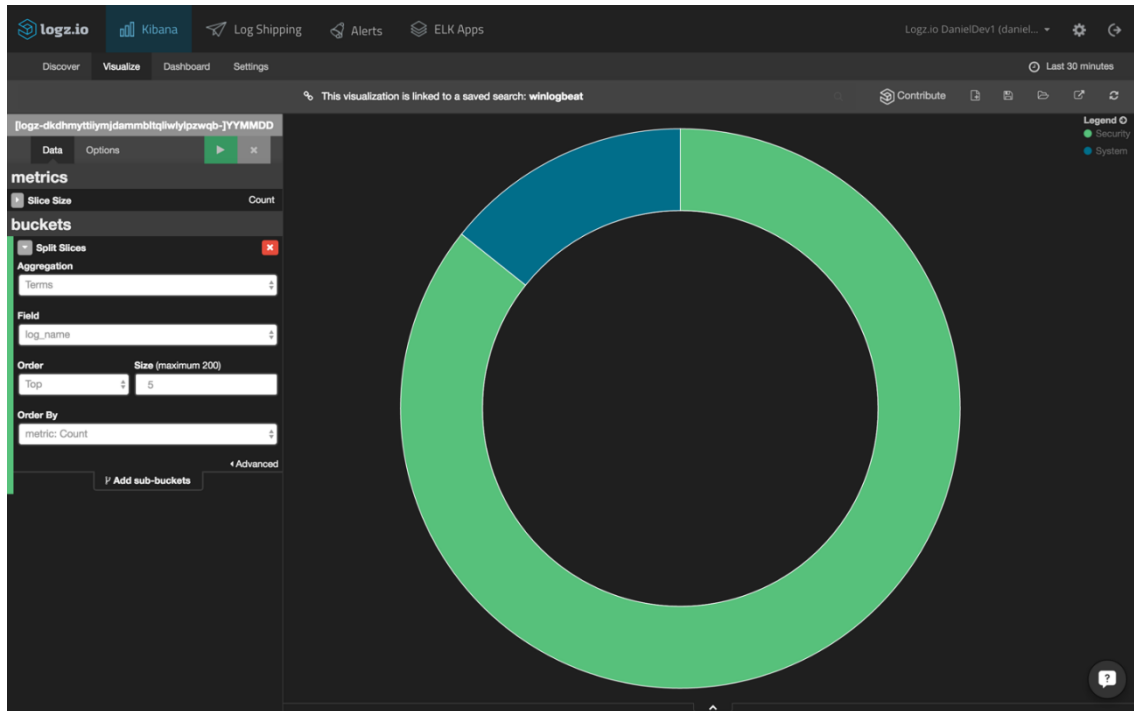 logz.io Kibana Log Shipping Alerts ELK Apps Logz.io DanielDev1 (daniel...
Discover Visualize Dashboard Settings Last 30 minutes
This visualization is linked to a saved search: winlogbeat Contribute
[logz-dkdhmyttiiymjdammbltqliwlylpzwqb-]YYMMDD
Legend
Data Options
Security
System
metrics
Slice Size Count
buckets
Split Slices
Aggregation
Terms
Field
log_name
Order Size (maximum 200)
Top 5
Order By
metric: Count
Advanced
Add sub-buckets
?